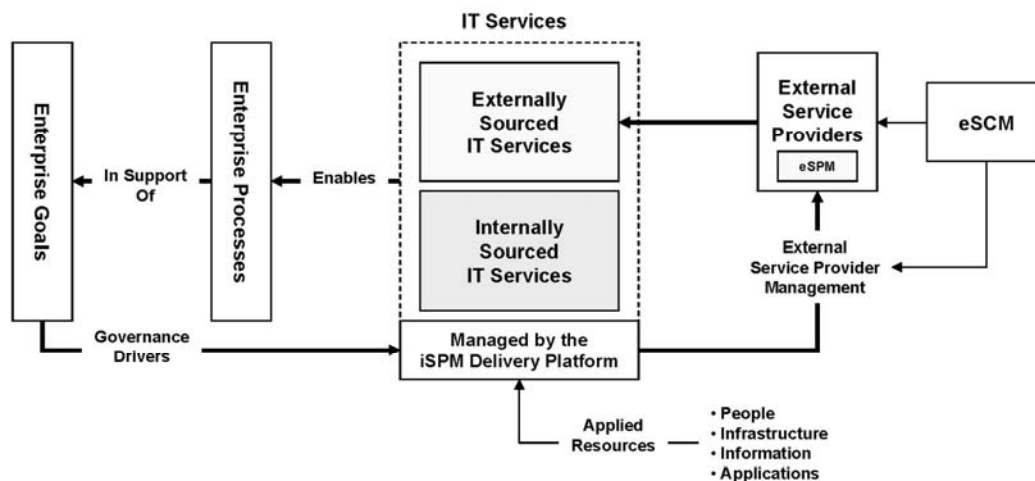 IT Services
Enterprise Goals
In Support
Of
Enterprise Processes
Enables
Externally
Sourced
IT Services
Internally
Sourced
IT Services
Managed by the
iSPM Delivery Platform
External
Service
Providers
eSPM
eSCM
External
Service Provider
Management
Governance
Drivers
Applied
Resources
• People
• Infrastructure
• Information
• Applications